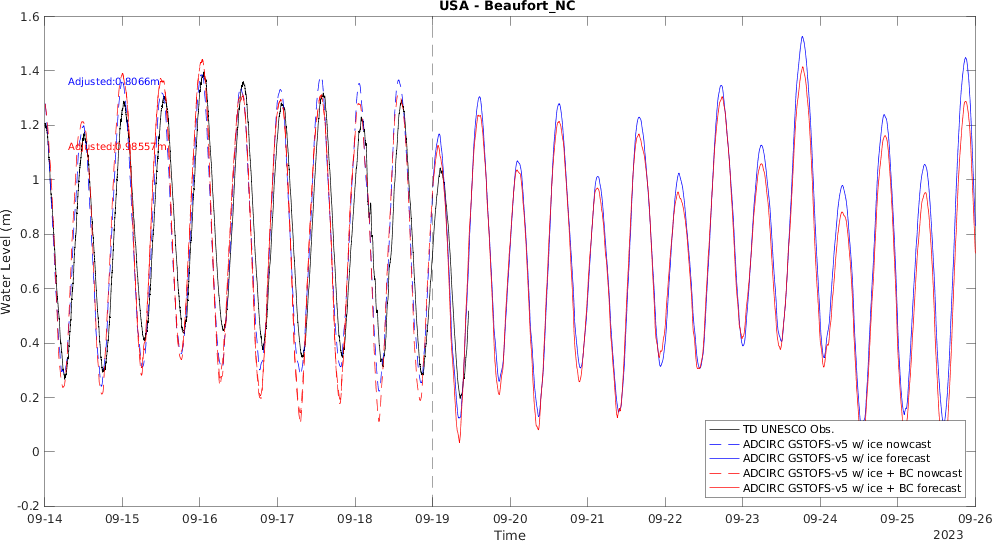 USA - Beaufort_NC
1.6
1.4
1.2
1
0.8
0.6
0.4
0.2
0
-0.2
Water Level (m)
Adjusted:0.8066m
Adjusted:0.98557m
TD UNESCO Obs.
ADCIRC GSTOFS-v5 w/ ice nowcast
ADCIRC GSTOFS-v5 w/ ice forecast
ADCIRC GSTOFS-v5 w/ ice + BC nowcast
ADCIRC GSTOFS-v5 w/ ice + BC forecast
09-14 09-15 09-16 09-17 09-18 09-19 09-20 09-21 09-22 09-23 09-24 09-25 09-26
Time
2023